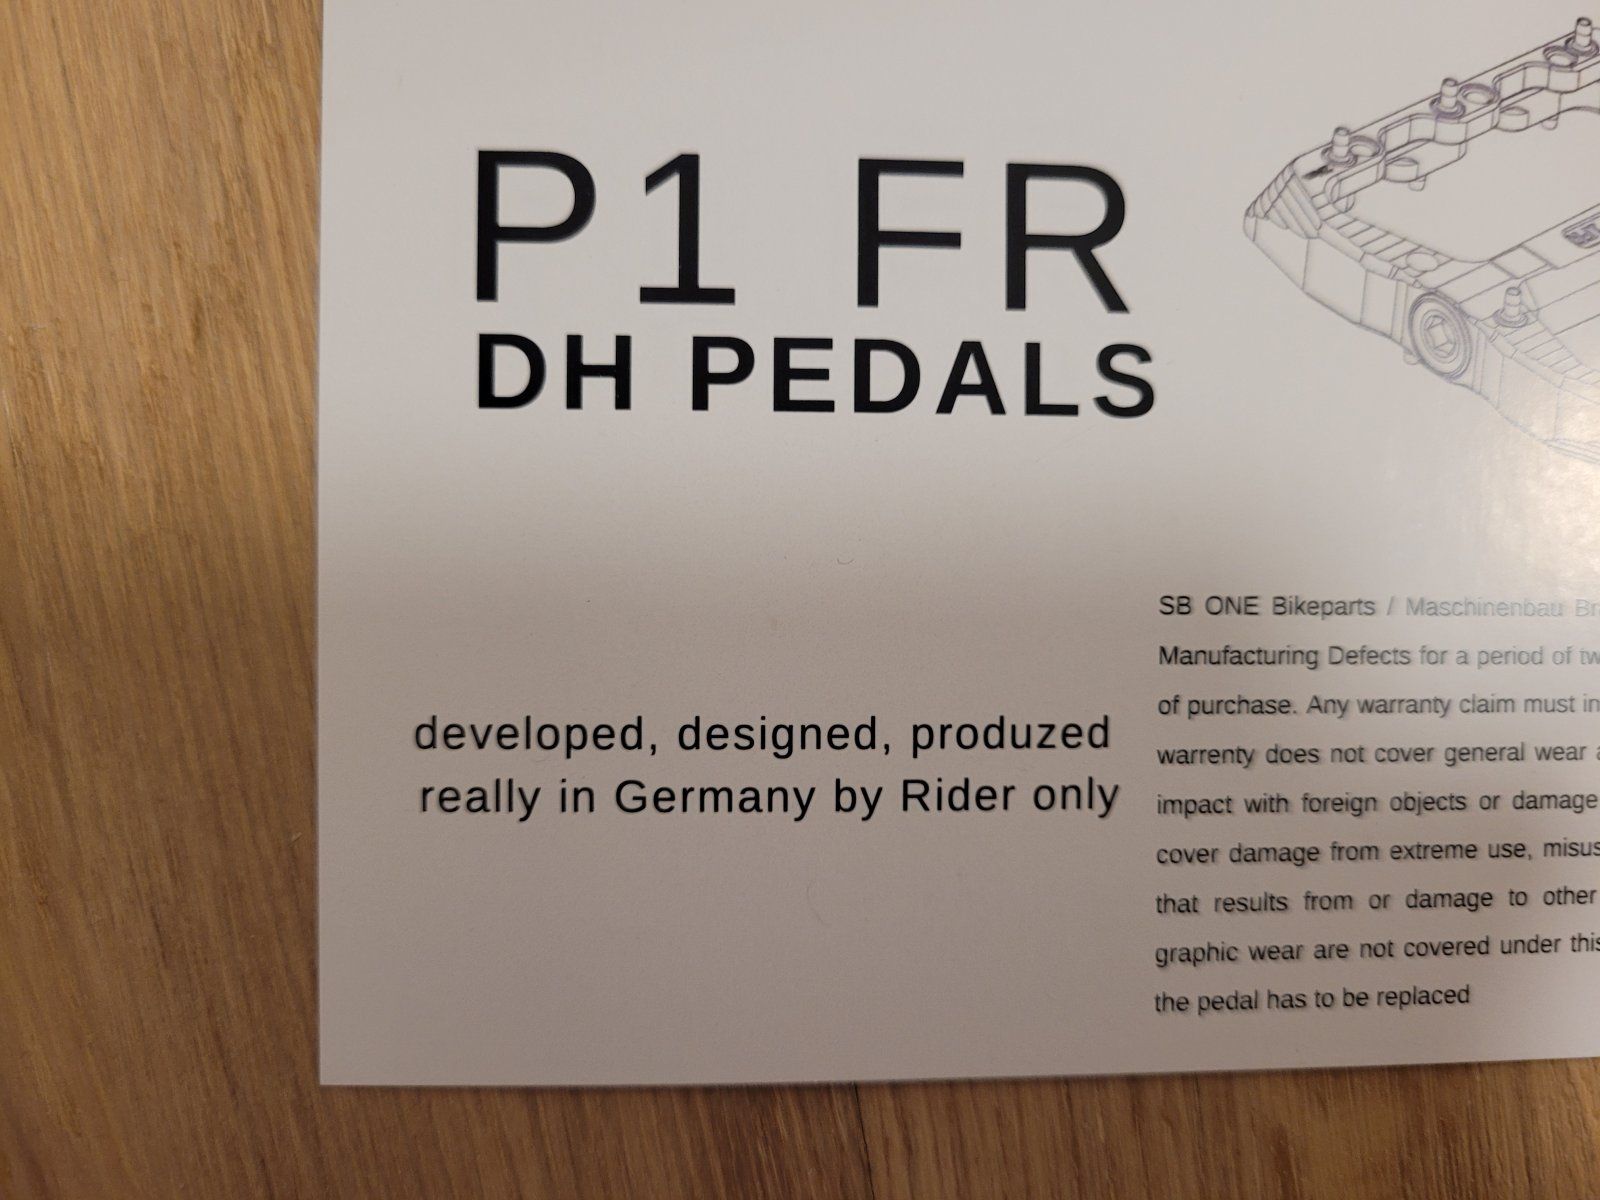 P1 FR
DH PEDALS
developed, designed, produzed
really in Germany by Rider only
SB ONE Bikeparts / Maschinenbau
Manufacturing Defects for a period of
of purchase. Any warranty claim must
warrenty does not cover general wear
impact with foreign objects or damage
cover damage from extreme use,
that results from or damage to other
graphic wear are not covered under
the pedal has to be replaced